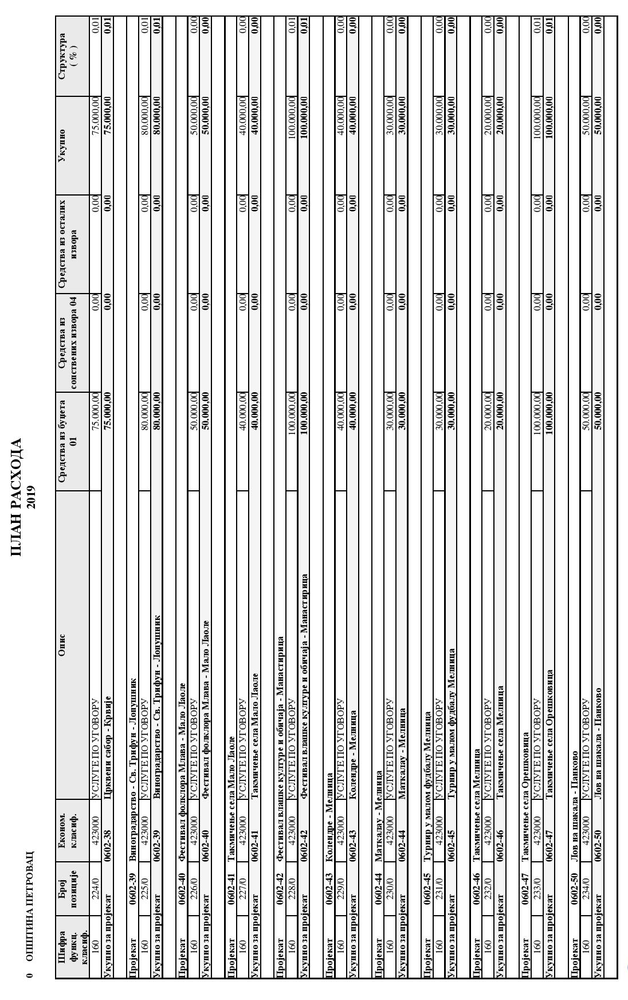 ПЛАН РАСХОДА
2019
0 ОПШТИНА ПЕТРОВАЦ
Шифра функц. класиф. Број позиције Економ. класиф. Опис Средства из буџета 01 Средства из сопствених извора 04 Средства из осталих извора Укупно Структура ( % )
160 224/0 423000 УСЛУГЕ ПО УГОВОРУ 75.000,00 0,00 0,00 75.000,00 0,01
Укупно за пројекат 0602-38 Црквени сабор - Крвије 75.000,00 0,00 0,00 75.000,00 0,01
Пројекат 0602-39 Виноградарство - Св. Трифун - Лопушник
160 225/0 423000 УСЛУГЕ ПО УГОВОРУ 80.000,00 0,00 0,00 80.000,00 0,01
Укупно за пројекат 0602-39 Виноградарство - Св. Трифун - Лопушник 80.000,00 0,00 0,00 80.000,00 0,01
Пројекат 0602-40 Фестивал фолклора Млава - Мало Лаоле
160 226/0 423000 УСЛУГЕ ПО УГОВОРУ 50.000,00 0,00 0,00 50.000,00 0,00
Укупно за пројекат 0602-40 Фестивал фолклора Млава - Мало Лаоле 50.000,00 0,00 0,00 50.000,00 0,00
Пројекат 0602-41 Такмичење села Мало Лаоле
160 227/0 423000 УСЛУГЕ ПО УГОВОРУ 40.000,00 0,00 0,00 40.000,00 0,00
Укупно за пројекат 0602-41 Такмичење села Мало Лаоле 40.000,00 0,00 0,00 40.000,00 0,00
Пројекат 0602-42 Фестивал влашке културе и обичаја - Манастирица
160 228/0 423000 УСЛУГЕ ПО УГОВОРУ 100.000,00 0,00 0,00 100.000,00 0,01
Укупно за пројекат 0602-42 Фестивал влашке културе и обичаја - Манастирица 100.000,00 0,00 0,00 100.000,00 0,01
Пројекат 0602-43 Колендре - Мелница
160 229/0 423000 УСЛУГЕ ПО УГОВОРУ 40.000,00 0,00 0,00 40.000,00 0,00
Укупно за пројекат 0602-43 Колендре - Мелница 40.000,00 0,00 0,00 40.000,00 0,00
Пројекат 0602-44 Маткалау - Мелница
160 230/0 423000 УСЛУГЕ ПО УГОВОРУ 30.000,00 0,00 0,00 30.000,00 0,00
Укупно за пројекат 0602-44 Маткалау - Мелница 30.000,00 0,00 0,00 30.000,00 0,00
Пројекат 0602-45 Турнир у малом фудбалу Мелница
160 231/0 423000 УСЛУГЕ ПО УГОВОРУ 30.000,00 0,00 0,00 30.000,00 0,00
Укупно за пројекат 0602-45 Турнир у малом фудбалу Мелница 30.000,00 0,00 0,00 30.000,00 0,00
Пројекат 0602-46 Такмичење села Мелница
160 232/0 423000 УСЛУГЕ ПО УГОВОРУ 20.000,00 0,00 0,00 20.000,00 0,00
Укупно за пројекат 0602-46 Такмичење села Мелница 20.000,00 0,00 0,00 20.000,00 0,00
Пројекат 0602-47 Такмичење села Орешковица
160 233/0 423000 УСЛУГЕ ПО УГОВОРУ 100.000,00 0,00 0,00 100.000,00 0,01
Укупно за пројекат 0602-47 Такмичење села Орешковица 100.000,00 0,00 0,00 100.000,00 0,01
Пројекат 0602-50 Лов на шакала - Панково
160 234/0 423000 УСЛУГЕ ПО УГОВОРУ 50.000,00 0,00 0,00 50.000,00 0,00
Укупно за пројекат 0602-50 Лов на шакала - Панково 50.000,00 0,00 0,00 50.000,00 0,00